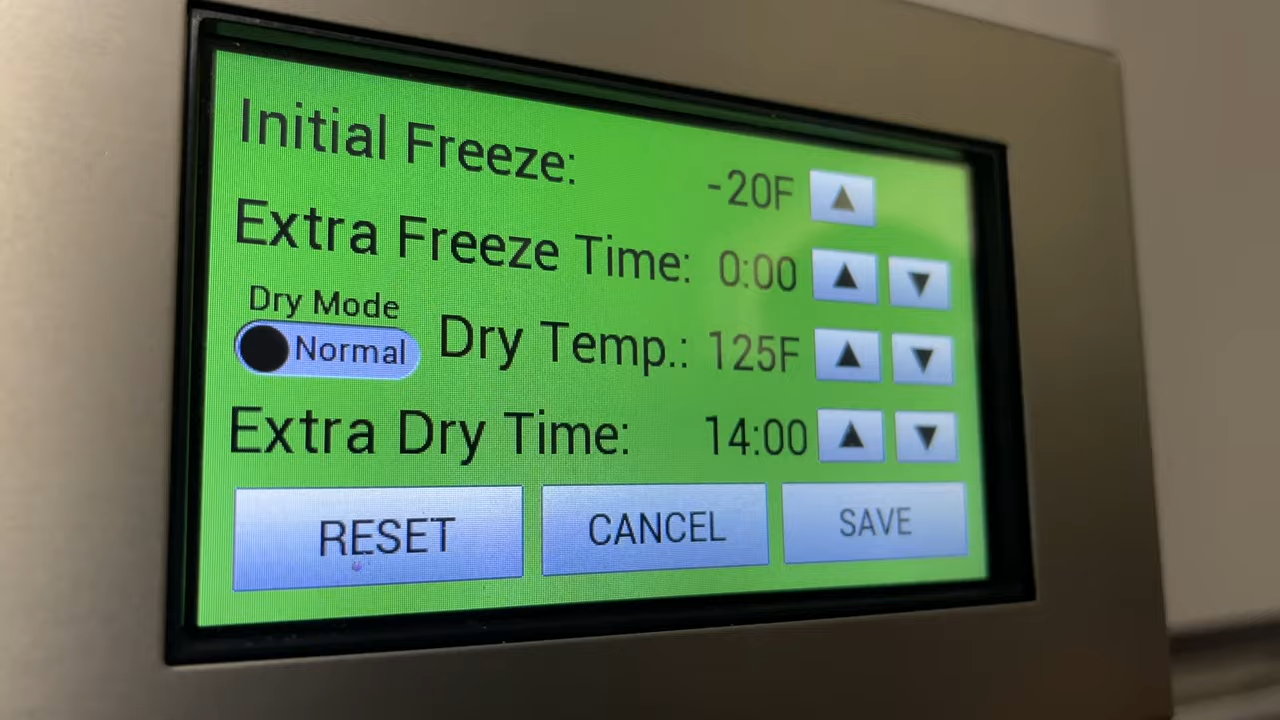 Initial Freeze: -20F ▲
Extra Freeze Time: 0:00 ▲ ▼
Dry Mode
Normal Dry Temp.: 125F ▲ ▼
Extra Dry Time: 14:00 ▲ ▼
RESET CANCEL SAVE